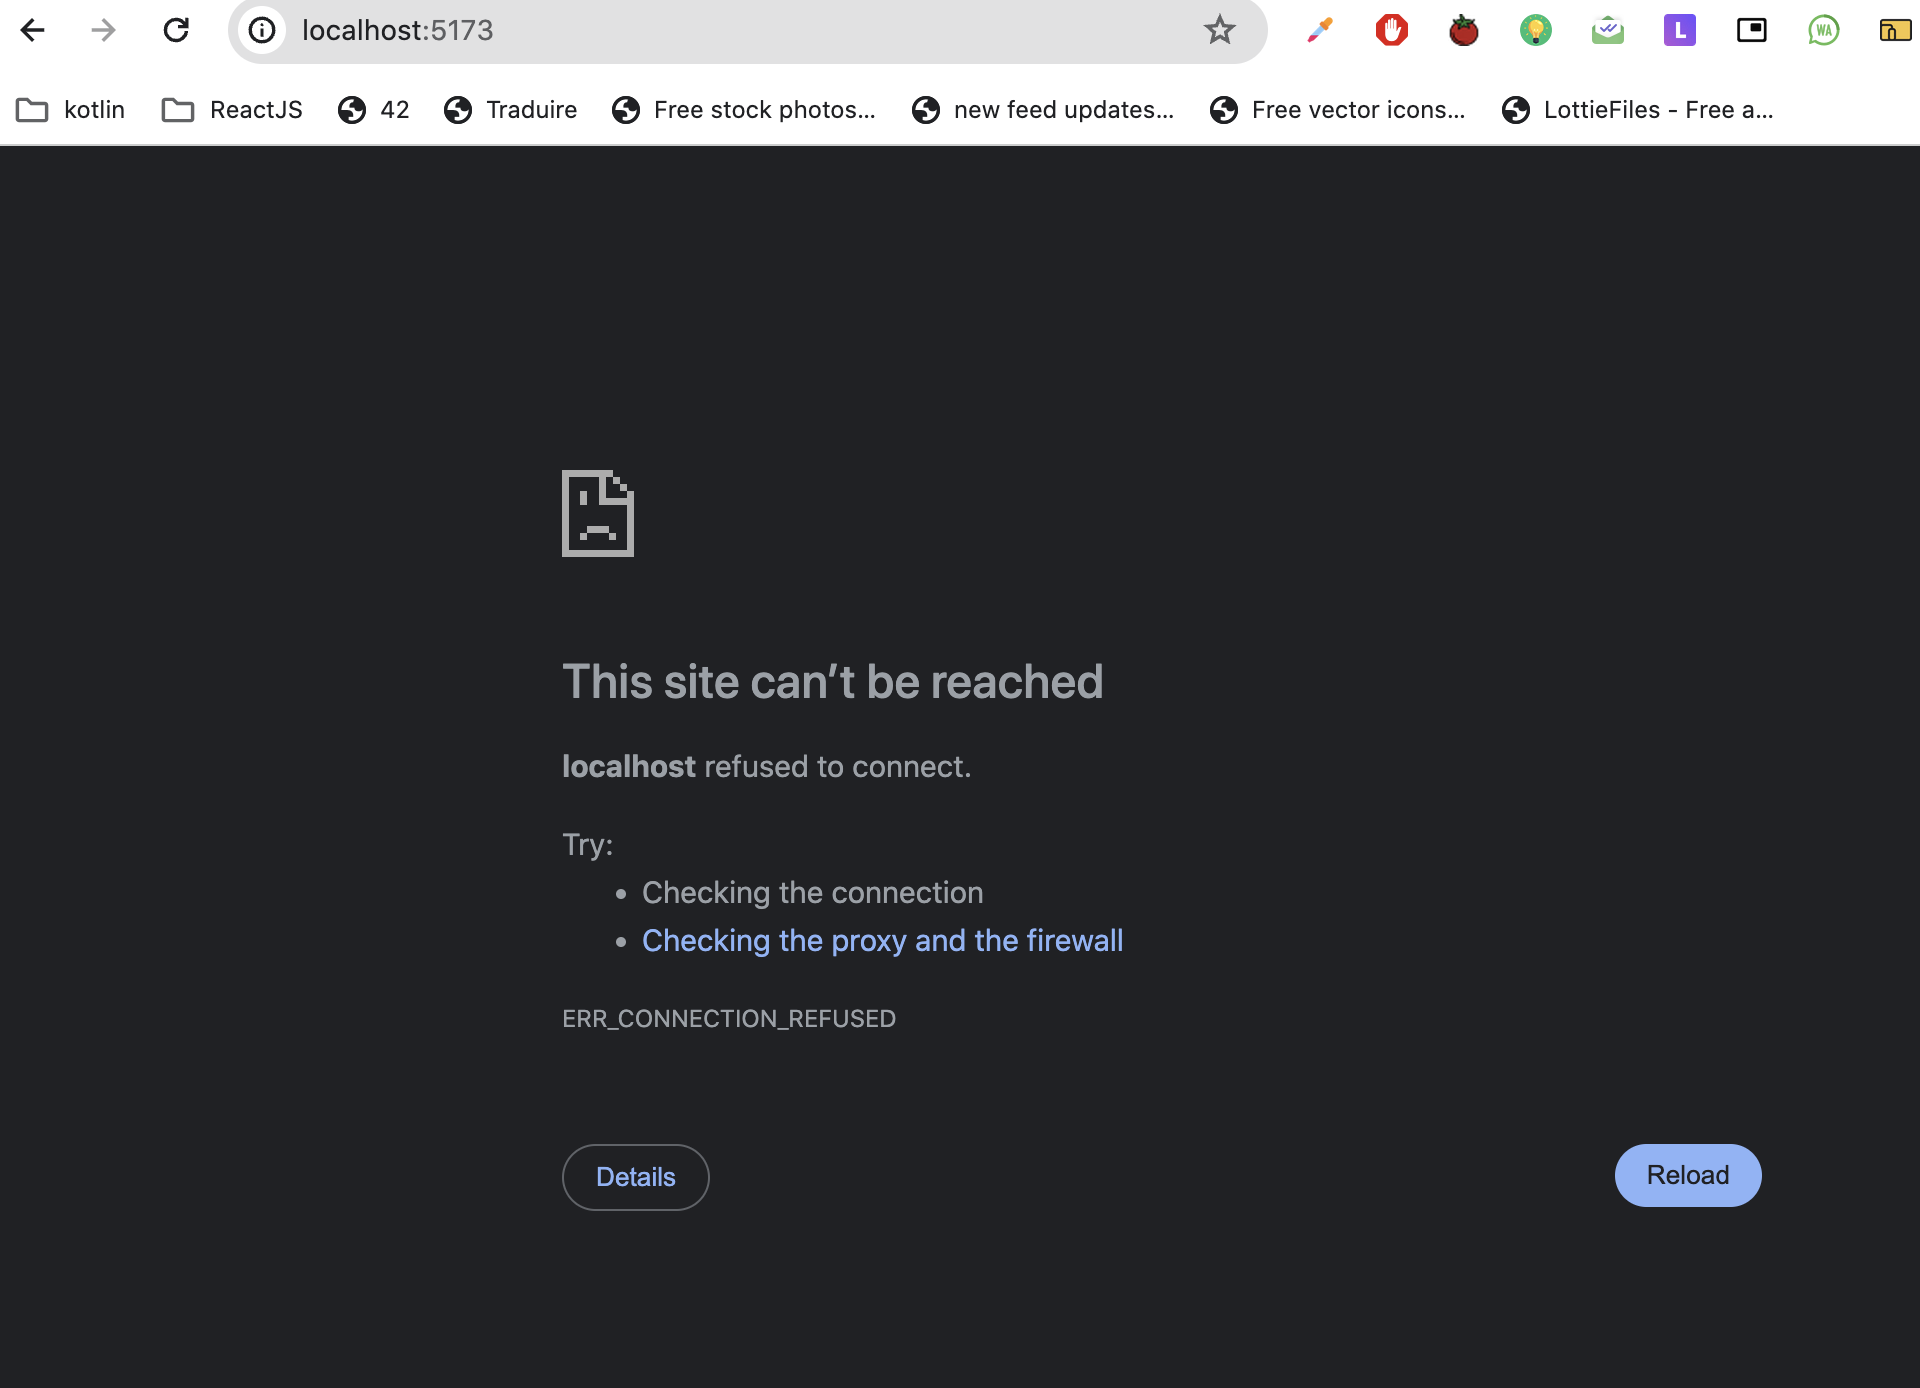 localhost:5173
L
WA
kotlin ReactJS 42 Traduire Free stock photos... new feed updates... Free vector icons... LottieFiles - Free a...
This site can’t be reached
localhost refused to connect.
Try:
• Checking the connection
• Checking the proxy and the firewall
ERR_CONNECTION_REFUSED
Details Reload